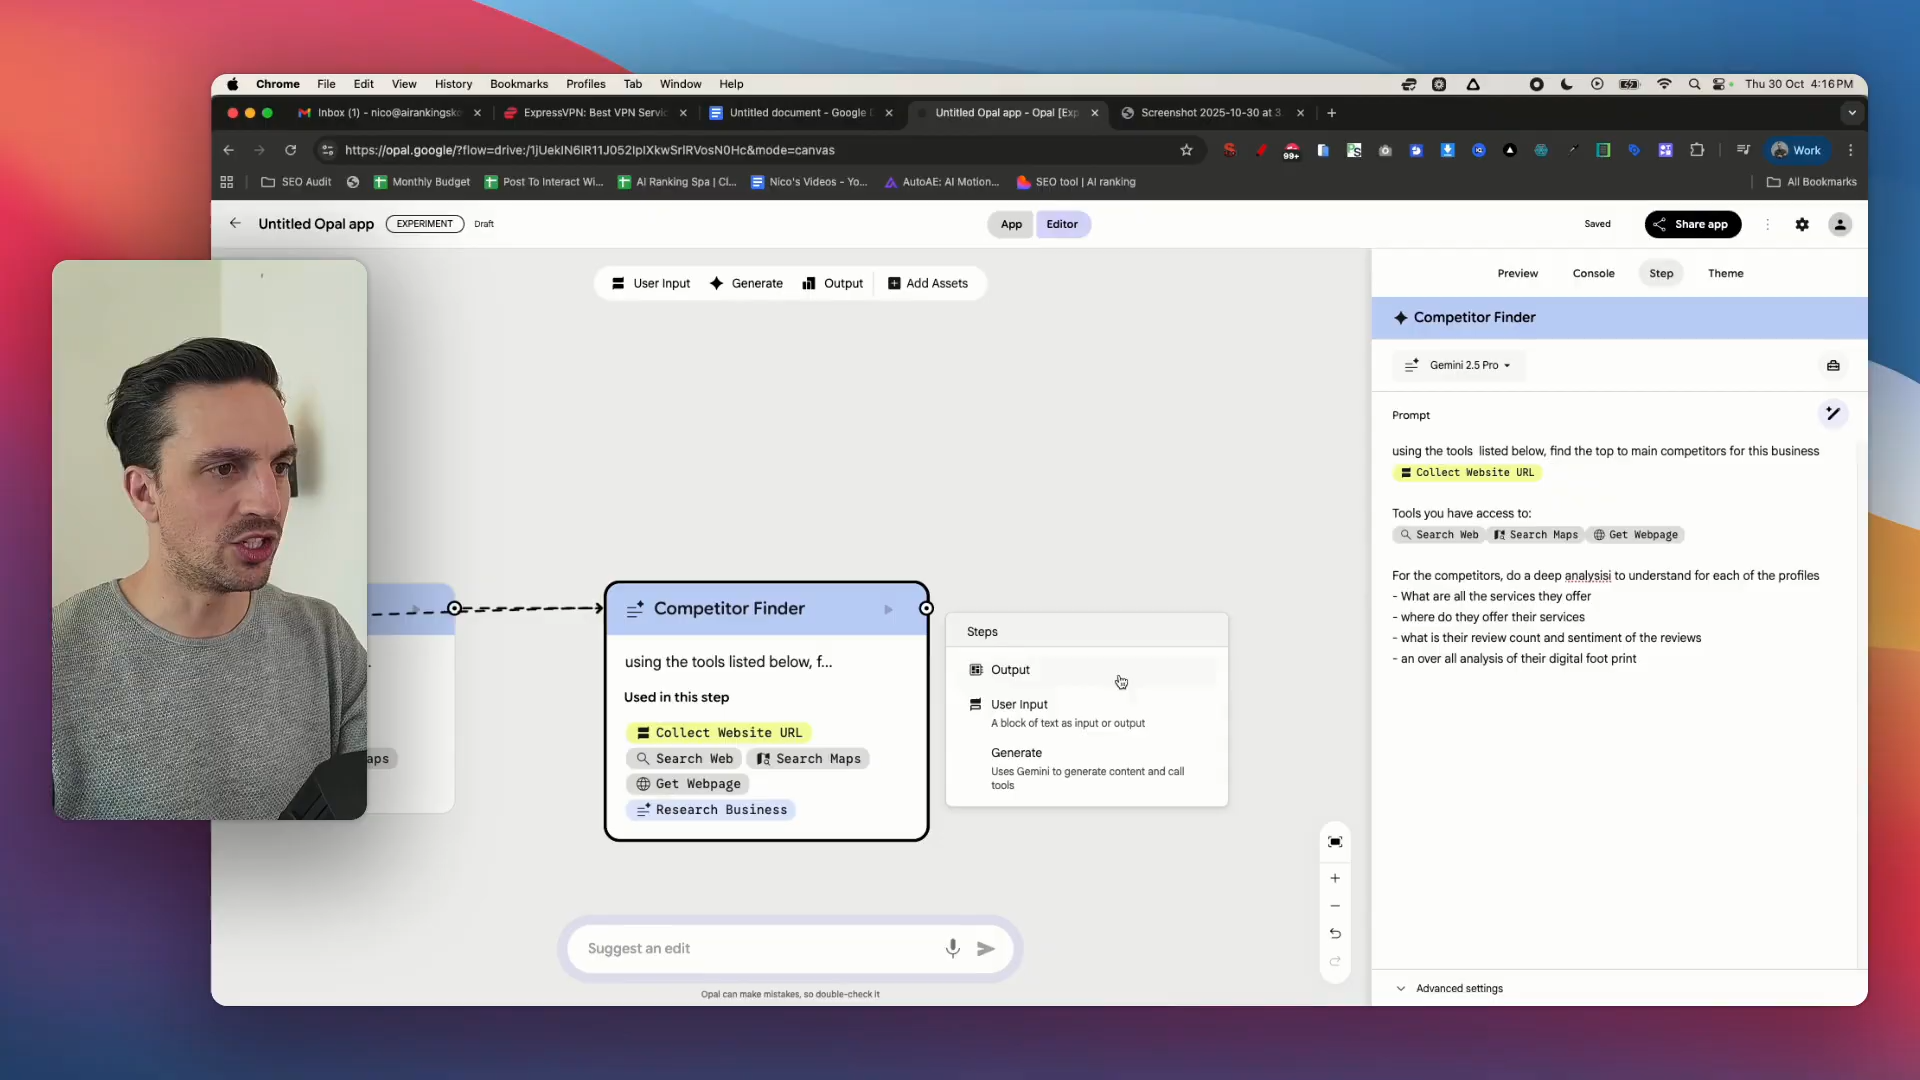 Chrome File Edit View History Bookmarks Profiles Tab Window Help
Thu 30 Oct 4:16 PM
Inbox (1) - nico@airankingsk
ExpressVPN: Best VPN Servic
Untitled document - Google D
Untitled Opal app - Opal [Exp
Screenshot 2025-10-30 at 3.
https://opal.google/?flow=drive:/1jUekIN6IR11J052IpIXkwSrlRVosN0Hc&mode=canvas
99+
Work
SEO Audit
Monthly Budget
Post To Interact Wi...
AI Ranking Spa | Cl...
Nico's Videos - Yo...
AutoAE: AI Motion...
SEO tool | AI ranking
All Bookmarks
Untitled Opal app
EXPERIMENT
Draft
App
Editor
Saved
Share app
User Input
Generate
Output
Add Assets
Preview
Console
Step
Theme
Competitor Finder
Gemini 2.5 Pro
Prompt
using the tools listed below, find the top to main competitors for this business
Collect Website URL
Tools you have access to:
Search Web
Search Maps
Get Webpage
For the competitors, do a deep analysisi to understand for each of the profiles
- What are all the services they offer
- where do they offer their services
- what is their review count and sentiment of the reviews
- an over all analysis of their digital foot print
Advanced settings
aps
Competitor Finder
using the tools listed below, f...
Used in this step
Collect Website URL
Search Web
Search Maps
Get Webpage
Research Business
Steps
Output
User Input
A block of text as input or output
Generate
Uses Gemini to generate content and call
tools
Suggest an edit
Opal can make mistakes, so double-check it